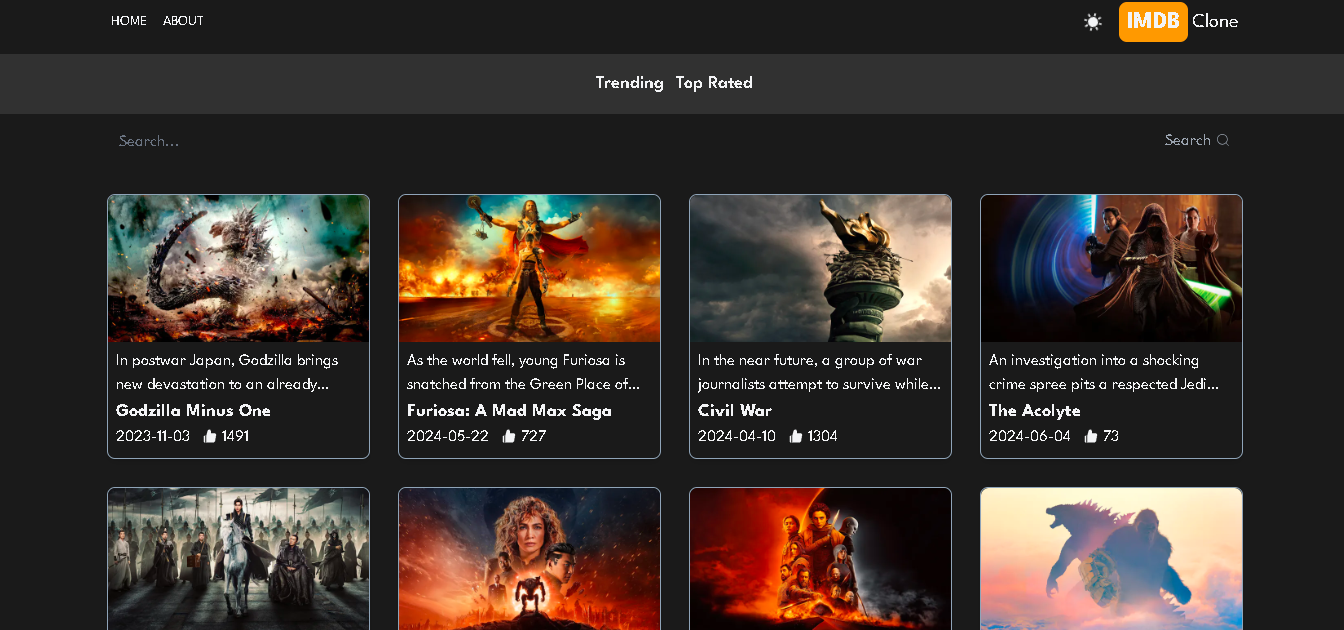 HOME ABOUT IMDB Clone
Trending Top Rated
Search... Search
In postwar Japan, Godzilla brings
new devastation to an already...
Godzilla Minus One
2023-11-03 1491
As the world fell, young Furiosa is
snatched from the Green Place of...
Furiosa: A Mad Max Saga
2024-05-22 727
In the near future, a group of war
journalists attempt to survive while...
Civil War
2024-04-10 1304
An investigation into a shocking
crime spree pits a respected Jedi...
The Acolyte
2024-06-04 73